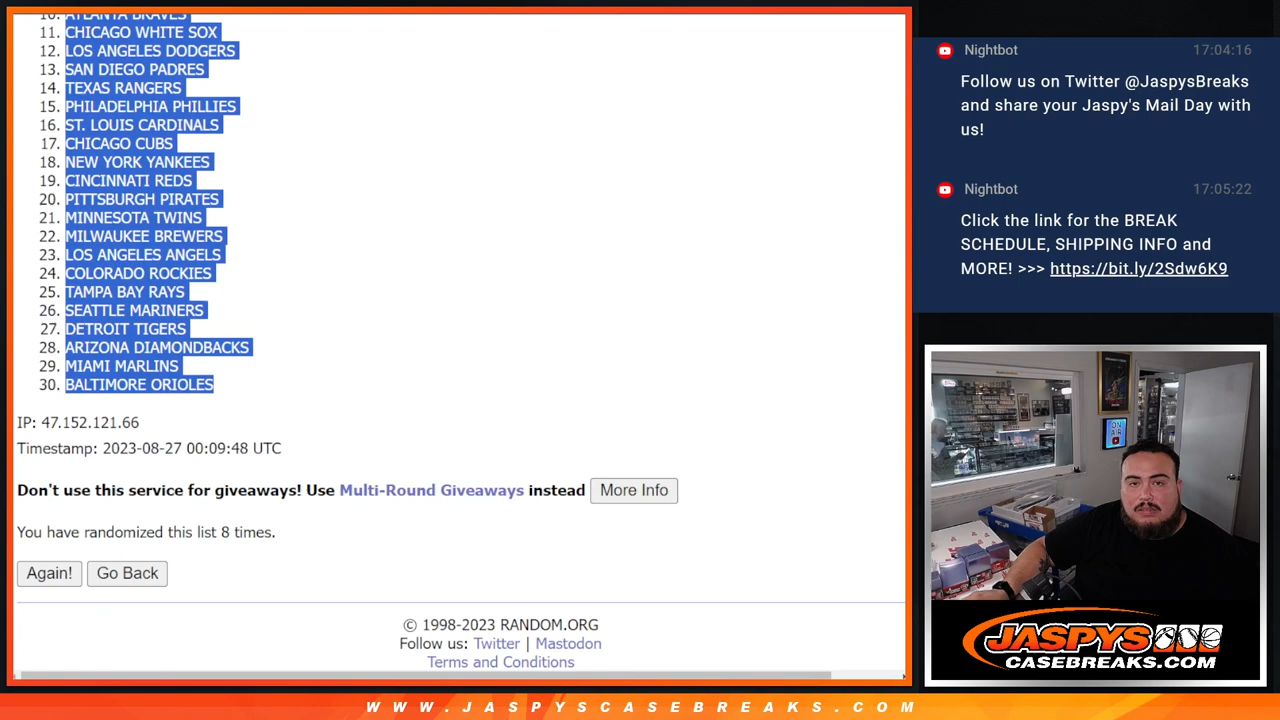 10. ATLANTA BRAVES
11. CHICAGO WHITE SOX
12. LOS ANGELES DODGERS
13. SAN DIEGO PADRES
14. TEXAS RANGERS
15. PHILADELPHIA PHILLIES
16. ST. LOUIS CARDINALS
17. CHICAGO CUBS
18. NEW YORK YANKEES
19. CINCINNATI REDS
20. PITTSBURGH PIRATES
21. MINNESOTA TWINS
22. MILWAUKEE BREWERS
23. LOS ANGELES ANGELS
24. COLORADO ROCKIES
25. TAMPA BAY RAYS
26. SEATTLE MARINERS
27. DETROIT TIGERS
28. ARIZONA DIAMONDBACKS
29. MIAMI MARLINS
30. BALTIMORE ORIOLES
IP: 47.152.121.66
Timestamp: 2023-08-27 00:09:48 UTC
Don't use this service for giveaways! Use Multi-Round Giveaways instead More Info
You have randomized this list 8 times.
Again! Go Back
© 1998-2023 RANDOM.ORG
Follow us: Twitter | Mastodon
Terms and Conditions
Nightbot 17:04:16
Follow us on Twitter @JaspysBreaks
and share your Jaspy's Mail Day with
us!
Nightbot 17:05:22
Click the link for the BREAK
SCHEDULE, SHIPPING INFO and
MORE! >>> https://bit.ly/2Sdw6K9
ON
AIR
JASPYS
CASEBREAKS.COM
WWW.JASPYSCASEBREAKS.COM